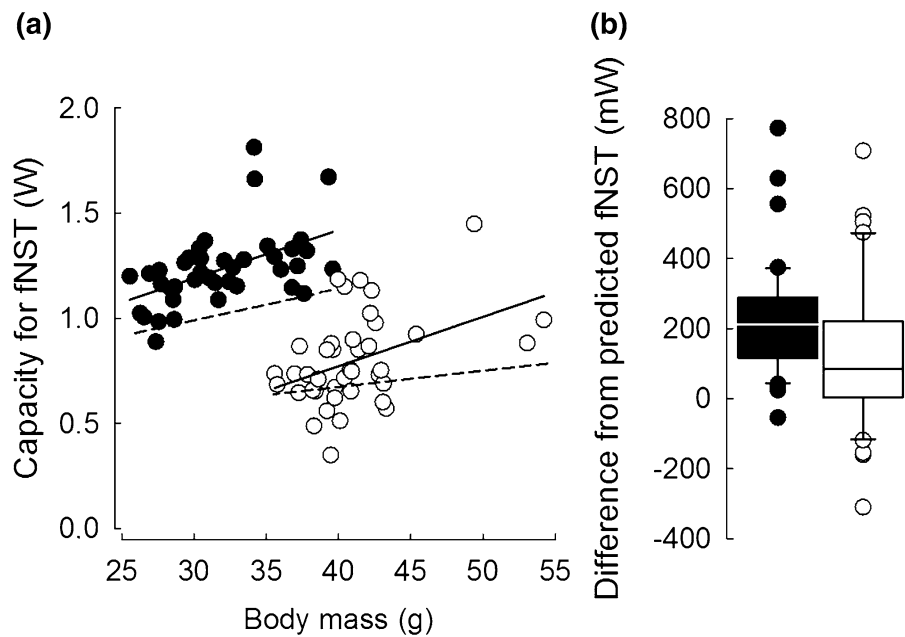 (a)
Capacity for fNST (W)
2.0
1.5
1.0
0.5
0.0
25 30 35 40 45 50 55
Body mass (g)
(b)
Difference from predicted fNST (mW)
800
600
400
200
0
-200
-400